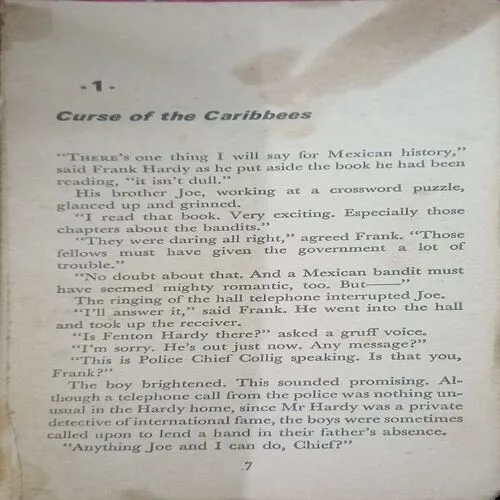 -1-
Curse of the Caribbees
"THERE'S one thing I will say for Mexican history,"
said Frank Hardy as he put aside the book he had been
reading, "it isn't dull."
His brother Joe, working at a crossword puzzle,
glanced up and grinned.
"I read that book. Very exciting. Especially those
chapters about the bandits."
"They were daring all right," agreed Frank. "Those
fellows must have given the government a lot of
trouble."
"No doubt about that. And a Mexican bandit must
have seemed mighty romantic, too. But——"
The ringing of the hall telephone interrupted Joe.
"I'll answer it," said Frank. He went into the hall
and took up the receiver.
"Is Fenton Hardy there?" asked a gruff voice.
"I'm sorry. He's out just now. Any message?"
"This is Police Chief Collig speaking. Is that you,
Frank?"
The boy brightened. This sounded promising. Al-
though a telephone call from the police was nothing un-
usual in the Hardy home, since Mr Hardy was a private
detective of international fame, the boys were sometimes
called upon to lend a hand in their father's absence.
"Anything Joe and I can do, Chief?"
7